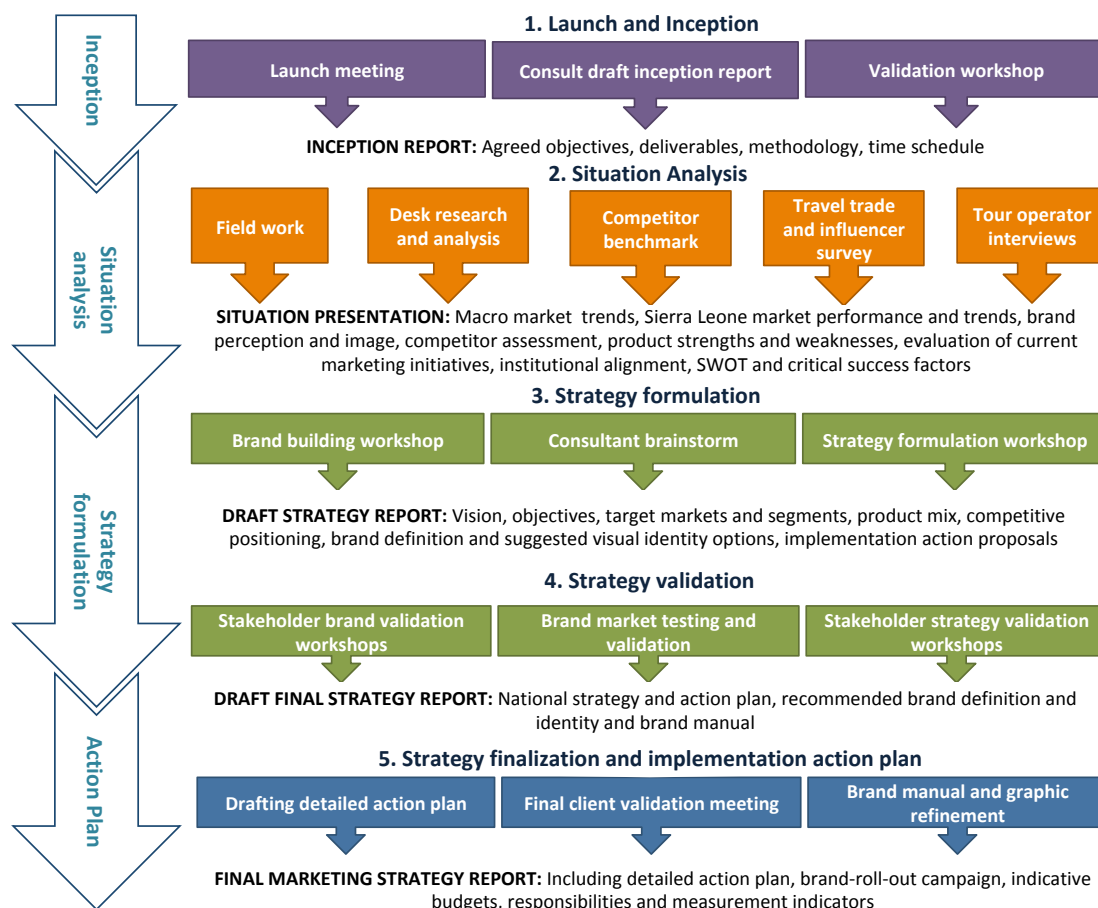 Inception
1. Launch and Inception
Launch meeting
Consult draft inception report
Validation workshop
INCEPTION REPORT: Agreed objectives, deliverables, methodology, time schedule
Situation
analysis
2. Situation Analysis
Field work
Desk research
and analysis
Competitor
benchmark
Travel trade
and influencer
survey
Tour operator
interviews
SITUATION PRESENTATION: Macro market trends, Sierra Leone market performance and trends, brand
perception and image, competitor assessment, product strengths and weaknesses, evaluation of current
marketing initiatives, institutional alignment, SWOT and critical success factors
Strategy
formulation
3. Strategy formulation
Brand building workshop
Consultant brainstorm
Strategy formulation workshop
DRAFT STRATEGY REPORT: Vision, objectives, target markets and segments, product mix, competitive
positioning, brand definition and suggested visual identity options, implementation action proposals
4. Strategy validation
Stakeholder brand validation
workshops
Brand market testing and
validation
Stakeholder strategy validation
workshops
DRAFT FINAL STRATEGY REPORT: National strategy and action plan, recommended brand definition and
identity and brand manual
Action Plan
5. Strategy finalization and implementation action plan
Drafting detailed action plan
Final client validation meeting
Brand manual and graphic
refinement
FINAL MARKETING STRATEGY REPORT: Including detailed action plan, brand-roll-out campaign, indicative
budgets, responsibilities and measurement indicators